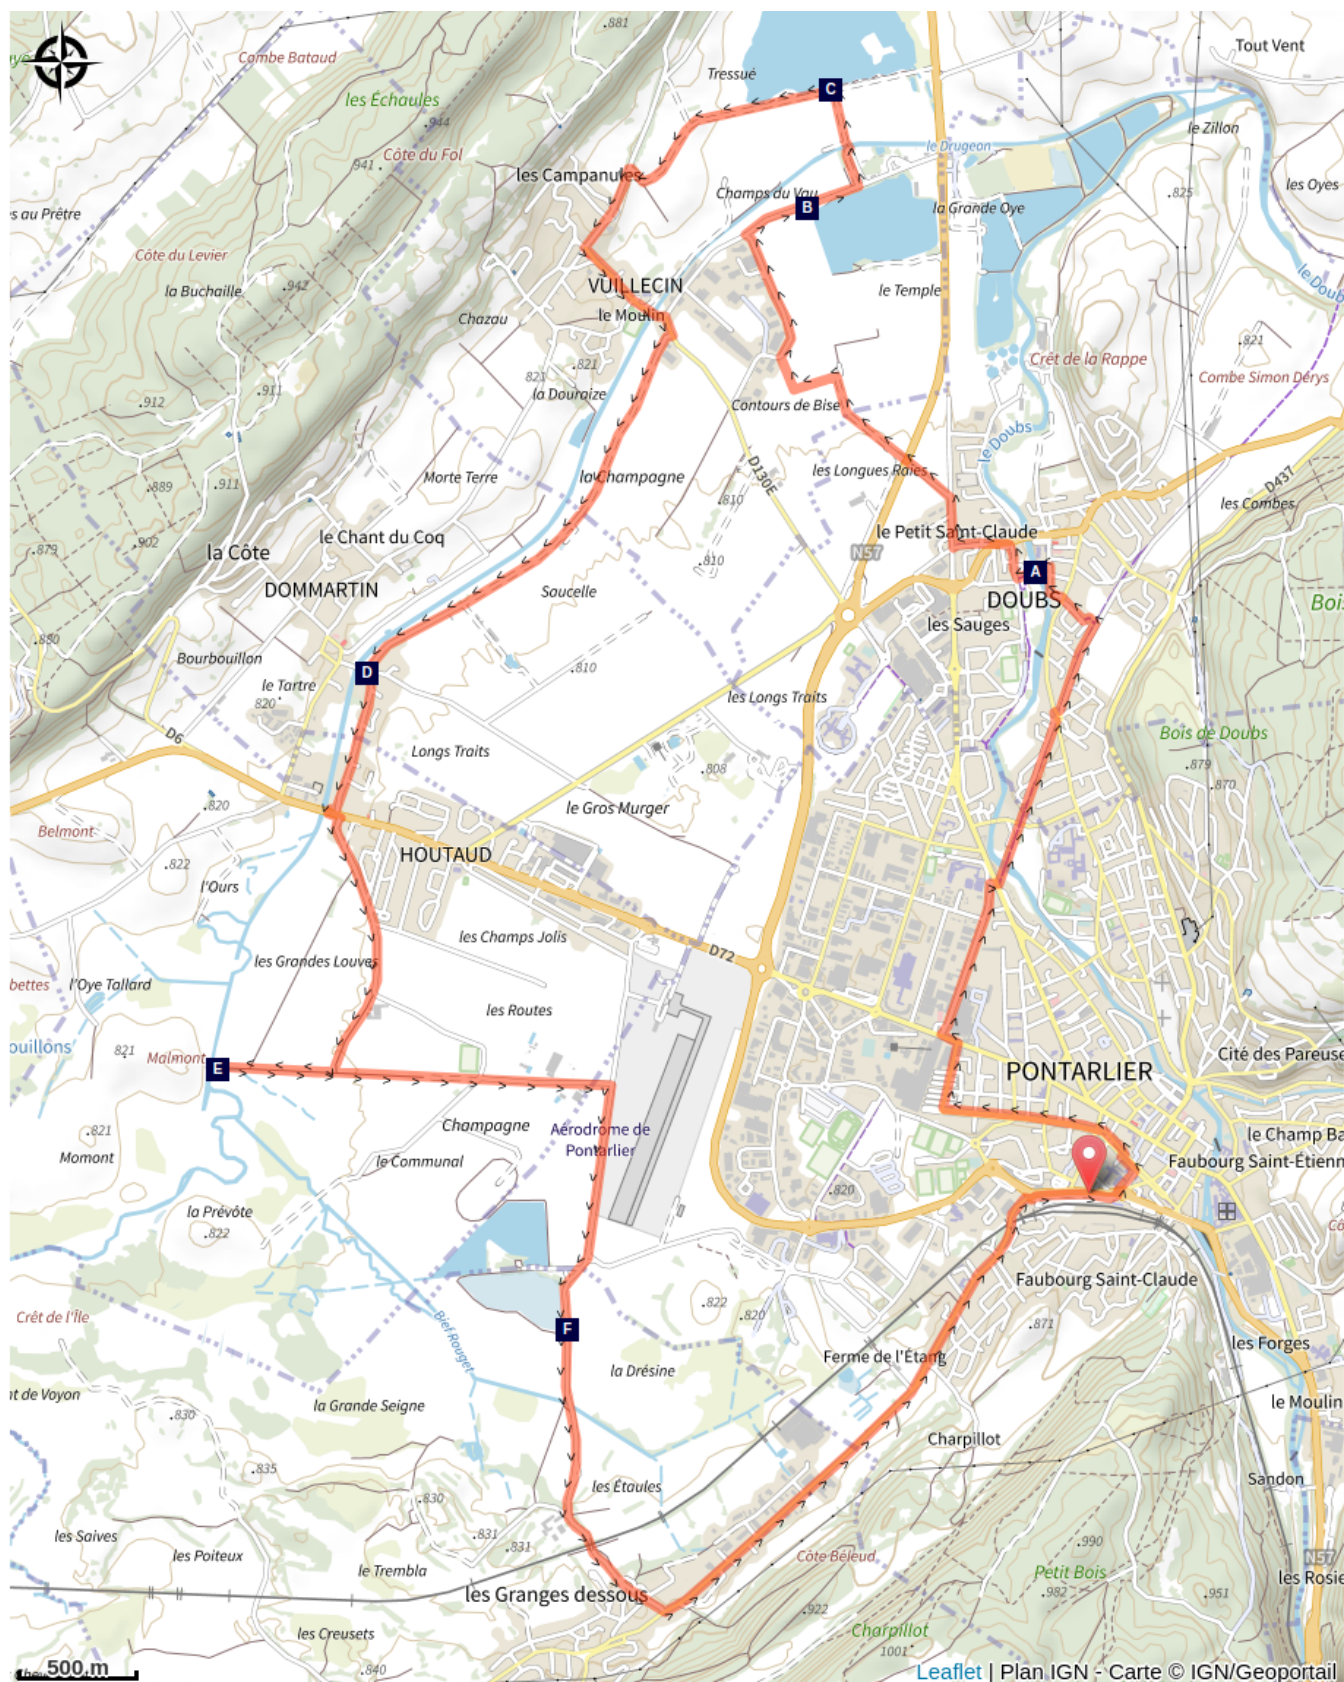 .881
Tout Vent
Combe Bataud
Tressué
les Échaules
C
.944
le Zillon
Côte du Fol
le Drugeon
941
les Campanules
les Oyes
Champs du Vau
.825
s au Prêtre
B
la Grande Oye
Côte du Levier
le Doub
942
VUILLECIN
la Buchaille
le Temple
le Moulin
Chazau
.821
Crêt de la Rappe
.821
821
Combe Simon Dérys
.911
la Douraize
.912
Contours de Bise
le Doubs
les Longues Raies
D130E
la Champagne
Morte Terre
D437
.889
.911
.810
les Combes
le Petit Saint-Claude
le Chant du Coq
.902
la Côte
.879
N57
.810
A
DOMMARTIN
Saucelle
DOUBS
Bois
les Sauges
.880
Bourbouillon
.810
D
le Tartre
820
les Longs Traits
D6
Bois de Doubs
Longs Traits
.879
.808
.870
le Gros Murger
.820
Belmont
HOUTAUD
.822
l'Ours
les Champs Jolis
D72
les Grandes Louves
l'Oye Tallard
bettes
les Routes
ouillons
821
Malmont
Cité des Pareuse
E
PONTARLIER
Champagne
Aérodrome de
Pontarlier
.821
le Champ Ba
Momont
le Communal
Faubourg Saint-Étienn
.820
la Prévôte
.822
Faubourg Saint-Claude
Crêt de l'Île
.822
.820
F
Bief Rouget
.871
les Forges
Ferme de l'Étang
la Drésine
nt de Voyon
la Grande Seigne
le Moulin
.830
Charpillot
.835
Sandon
les Étaules
.830
les Saives
.831
.831
.990
les Poiteux
Côte Béleud
N57
le Trembla
Petit Bois
les Rosie
.982
.951
les Granges dessous
.922
les Creusets
Charpillot
1001
.840
500 m
Leaflet | Plan IGN - Carte © IGN/Geoportail